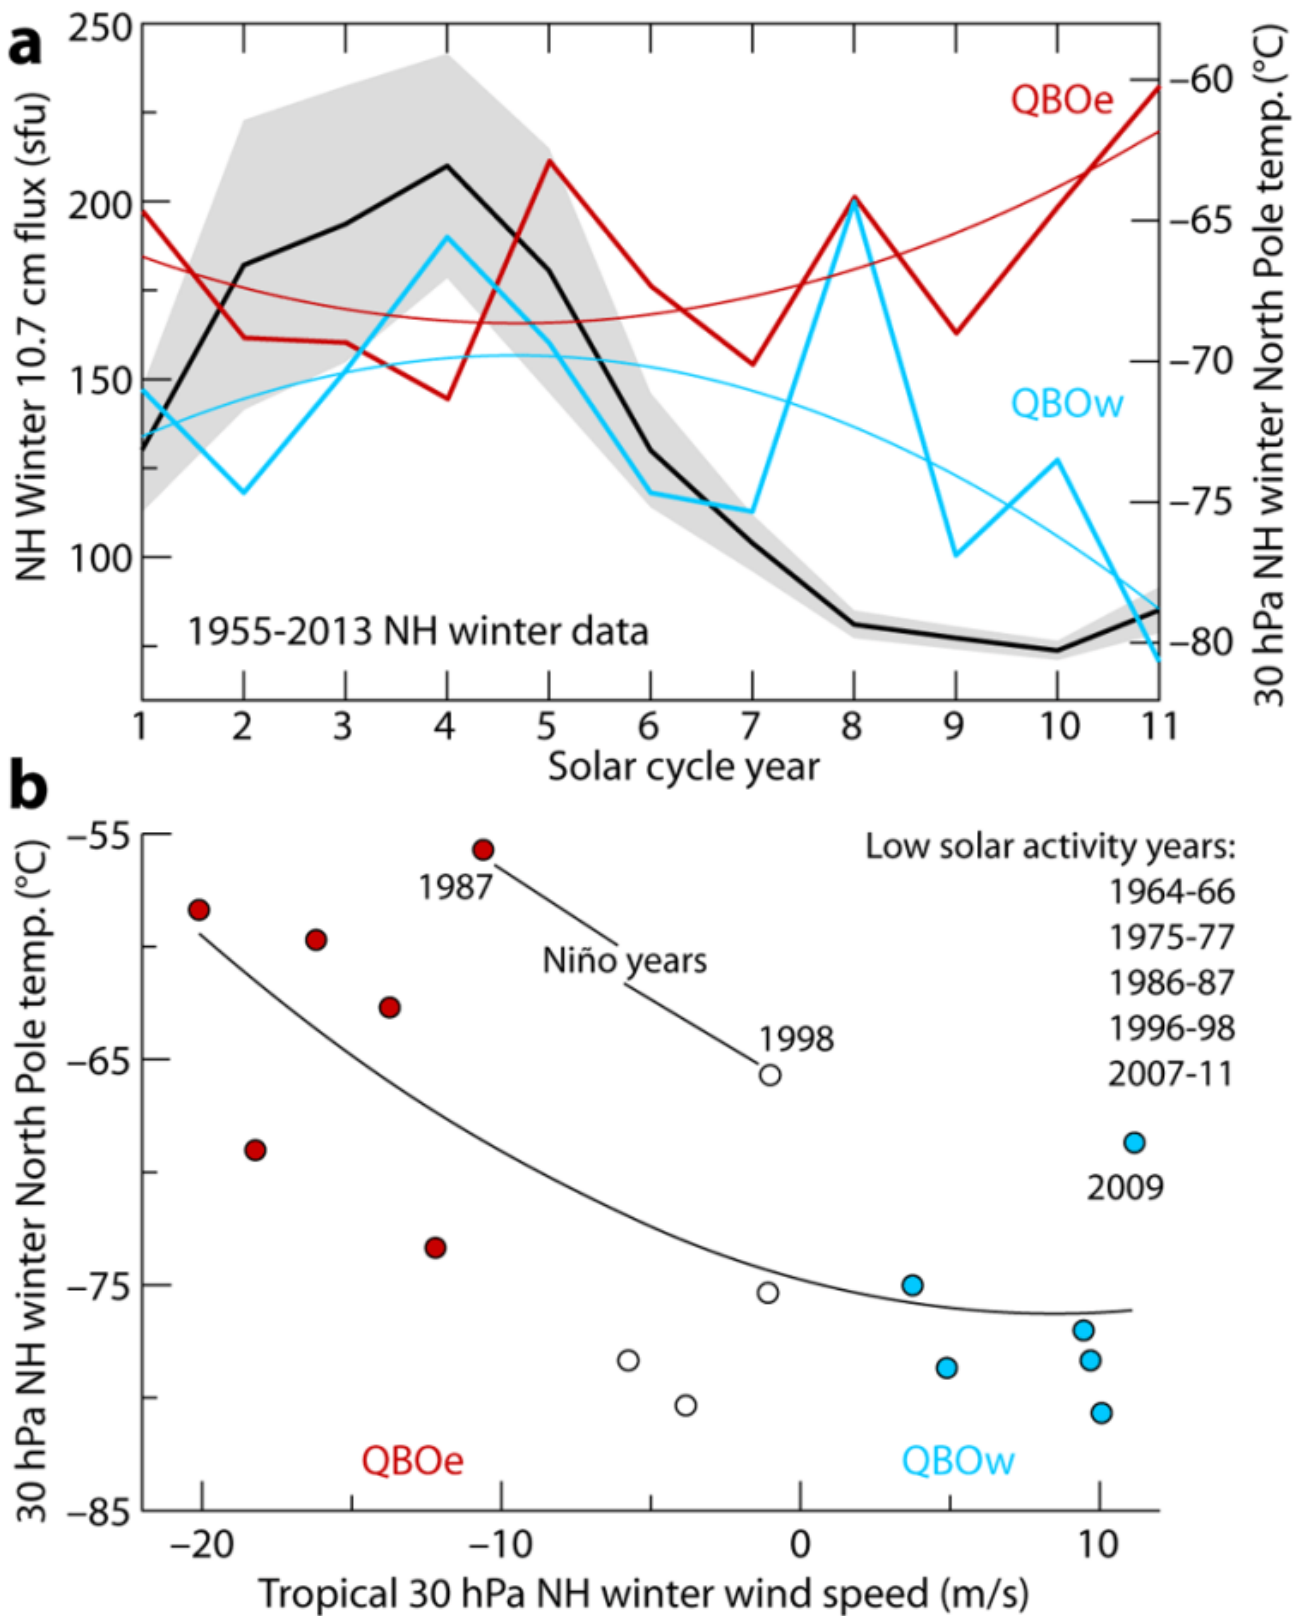 a
NH Winter 10.7 cm flux (sfu)
250
200
150
100
30 hPa NH winter North Pole temp. (°C)
−60
−65
−70
−75
−80
QBOe
QBOw
1955-2013 NH winter data
1 2 3 4 5 6 7 8 9 10 11
Solar cycle year
b
30 hPa NH winter North Pole temp. (°C)
−55
−65
−75
−85
1987
Niño years
1998
Low solar activity years:
1964-66
1975-77
1986-87
1996-98
2007-11
2009
QBOe
QBOw
−20 −10 0 10
Tropical 30 hPa NH winter wind speed (m/s)